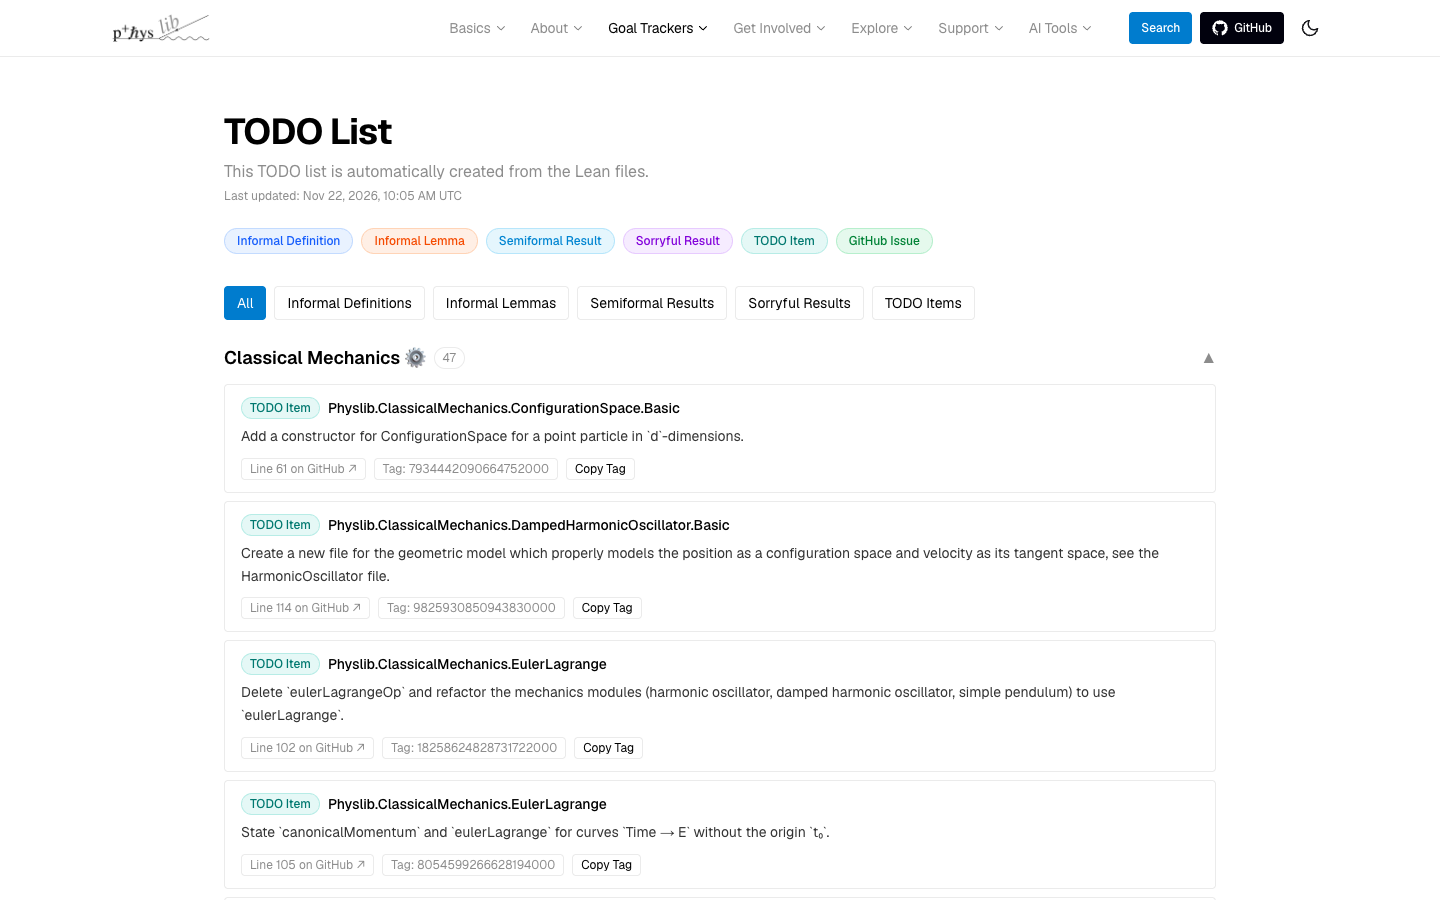 physlib Basics About Goal Trackers Get Involved Explore Support AI Tools Search GitHub
TODO List
This TODO list is automatically created from the Lean files.
Last updated: Nov 22, 2026, 10:05 AM UTC
Informal Definition Informal Lemma Semiformal Result Sorryful Result TODO Item GitHub Issue
All Informal Definitions Informal Lemmas Semiformal Results Sorryful Results TODO Items
Classical Mechanics ⚙️ 47 ▲
TODO Item Physlib.ClassicalMechanics.ConfigurationSpace.Basic
Add a constructor for ConfigurationSpace for a point particle in `d`-dimensions.
Line 61 on GitHub ↗ Tag: 7934442090664752000 Copy Tag
TODO Item Physlib.ClassicalMechanics.DampedHarmonicOscillator.Basic
Create a new file for the geometric model which properly models the position as a configuration space and velocity as its tangent space, see the
HarmonicOscillator file.
Line 114 on GitHub ↗ Tag: 9825930850943830000 Copy Tag
TODO Item Physlib.ClassicalMechanics.EulerLagrange
Delete `eulerLagrangeOp` and refactor the mechanics modules (harmonic oscillator, damped harmonic oscillator, simple pendulum) to use
`eulerLagrange`.
Line 102 on GitHub ↗ Tag: 18258624828731722000 Copy Tag
TODO Item Physlib.ClassicalMechanics.EulerLagrange
State `canonicalMomentum` and `eulerLagrange` for curves `Time → E` without the origin `t₀`.
Line 105 on GitHub ↗ Tag: 8054599266628194000 Copy Tag